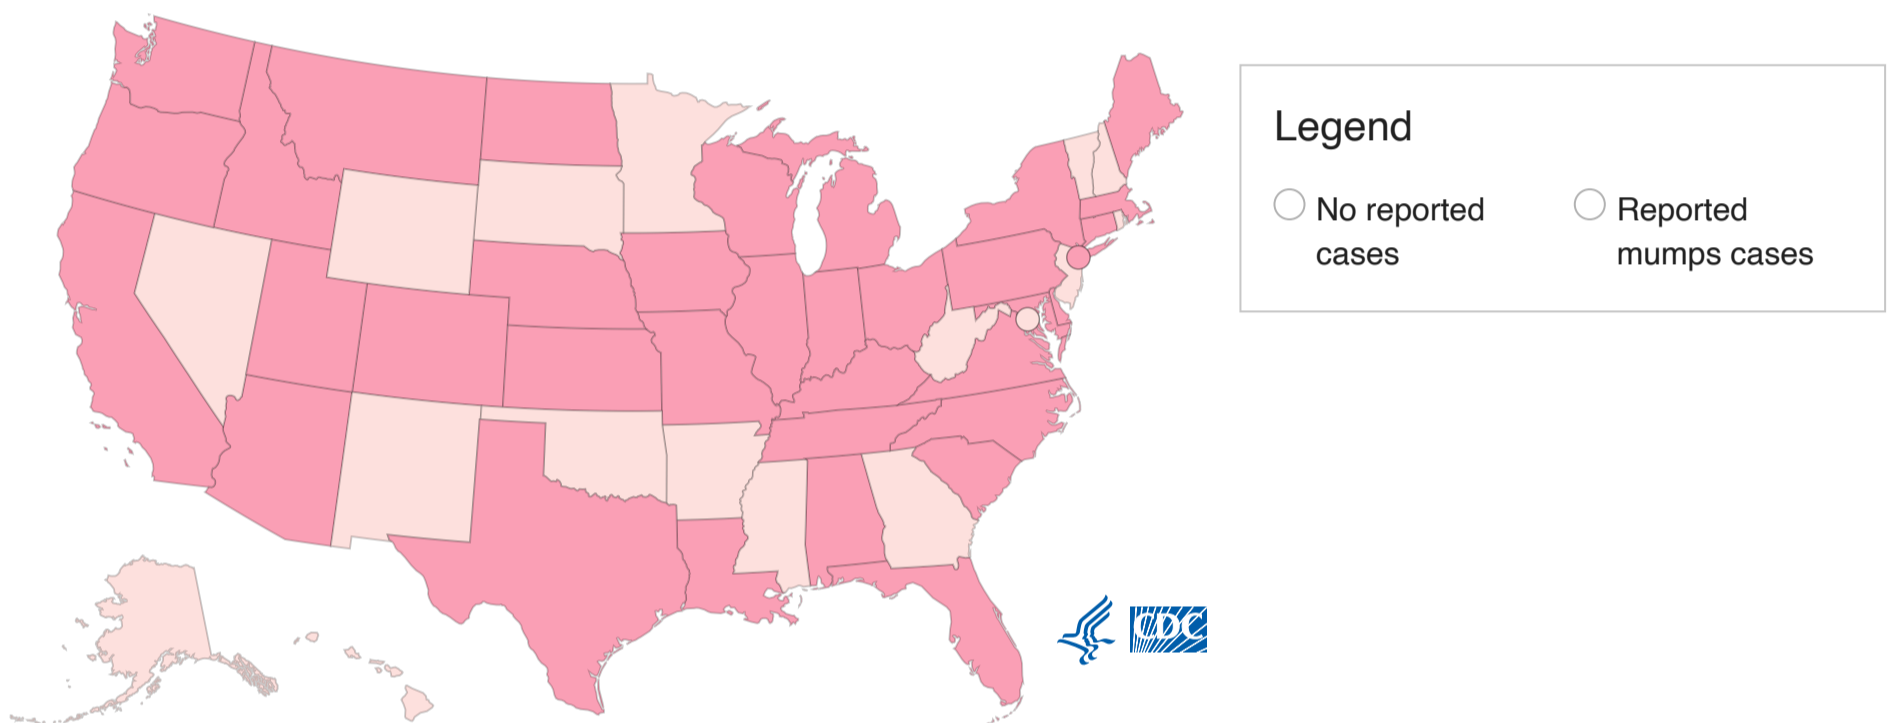 Legend
No reported
cases
Reported
mumps cases
CDC